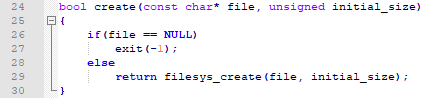 24 bool create(const char* file, unsigned initial_size)
25 {
26 if(file == NULL)
27 exit(-1);
28 else
29 return filesys_create(file, initial_size);
30 }